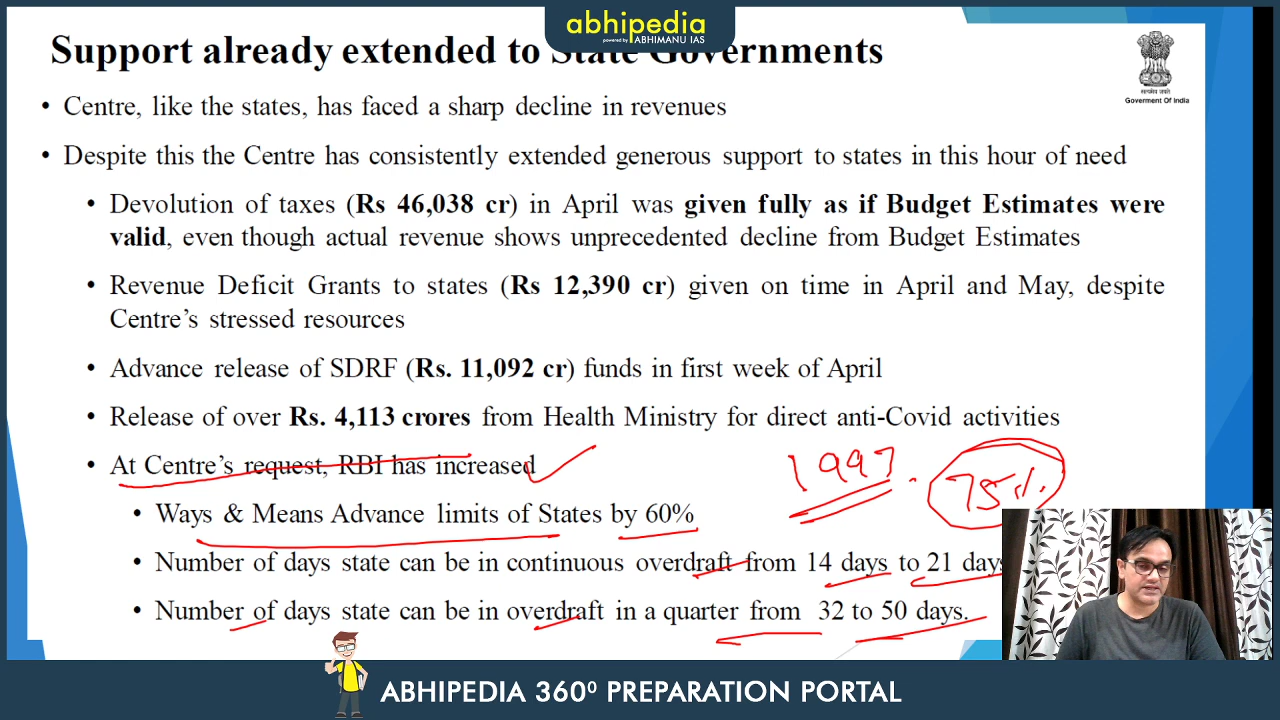 abhipedia
powered by ABHIMANU IAS
Support already extended to State Governments
सत्यमेव जयते
Goverment Of India
• Centre, like the states, has faced a sharp decline in revenues
• Despite this the Centre has consistently extended generous support to states in this hour of need
• Devolution of taxes (Rs 46,038 cr) in April was given fully as if Budget Estimates were
valid, even though actual revenue shows unprecedented decline from Budget Estimates
• Revenue Deficit Grants to states (Rs 12,390 cr) given on time in April and May, despite
Centre’s stressed resources
• Advance release of SDRF (Rs. 11,092 cr) funds in first week of April
• Release of over Rs. 4,113 crores from Health Ministry for direct anti-Covid activities
• At Centre’s request, RBI has increased
1997
75%
• Ways & Means Advance limits of States by 60%
• Number of days state can be in continuous overdraft from 14 days to 21 days
• Number of days state can be in overdraft in a quarter from 32 to 50 days.
ABHIPEDIA 360⁰ PREPARATION PORTAL